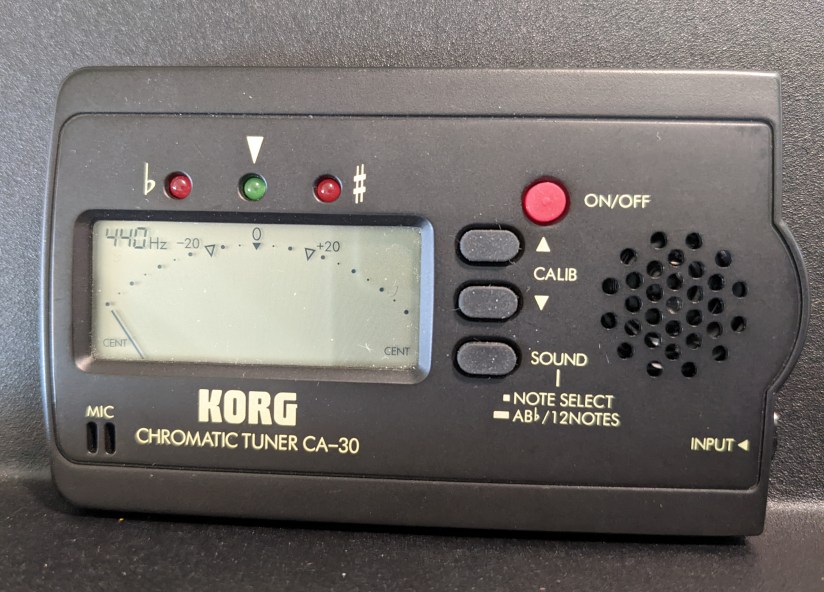 ♭ ♯
ON/OFF
440Hz -20 0 +20
CALIB
CENT CENT
SOUND
▪ NOTE SELECT
▬ AB♭/12NOTES
KORG
MIC
CHROMATIC TUNER CA-30
INPUT ◀